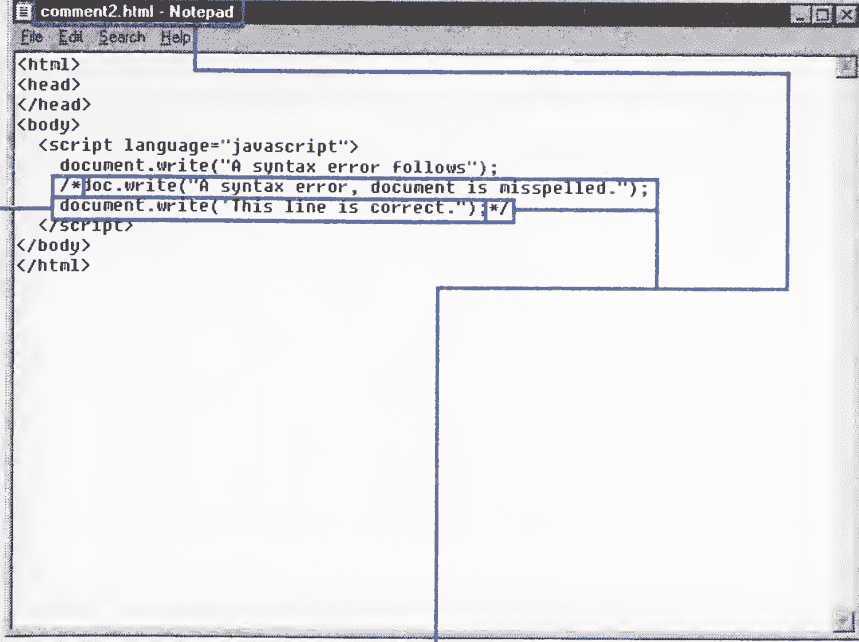 comment2.html - Notepad
File Edit Search Help
<html>
<head>
</head>
<body>
<script language="javascript">
document.write("A syntax error follows");
/*doc.write("A syntax error, document is misspelled.");
document.write("This line is correct.");*/
</script>
</body>
</html>